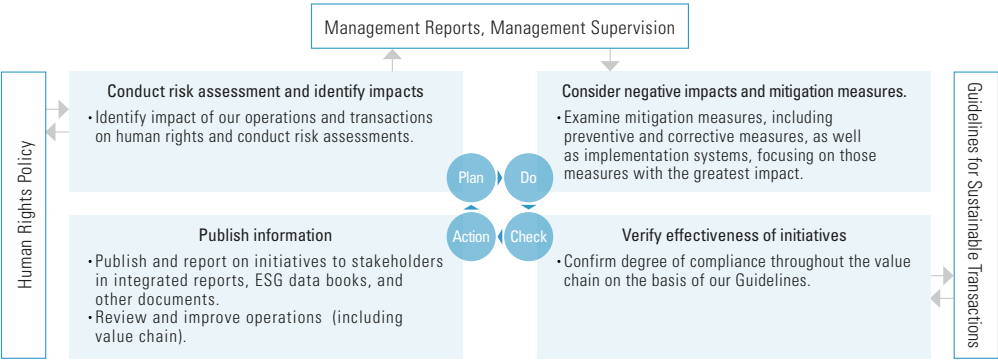 Management Reports, Management Supervision
Human Rights Policy
Conduct risk assessment and identify impacts
・Identify impact of our operations and transactions
on human rights and conduct risk assessments.
Consider negative impacts and mitigation measures.
・Examine mitigation measures, including
preventive and corrective measures, as well
as implementation systems, focusing on those
measures with the greatest impact.
Plan
Do
Action
Check
Publish information
・Publish and report on initiatives to stakeholders
in integrated reports, ESG data books, and
other documents.
・Review and improve operations (including
value chain).
Verify effectiveness of initiatives
・Confirm degree of compliance throughout the value
chain on the basis of our Guidelines.
Guidelines for Sustainable Transactions